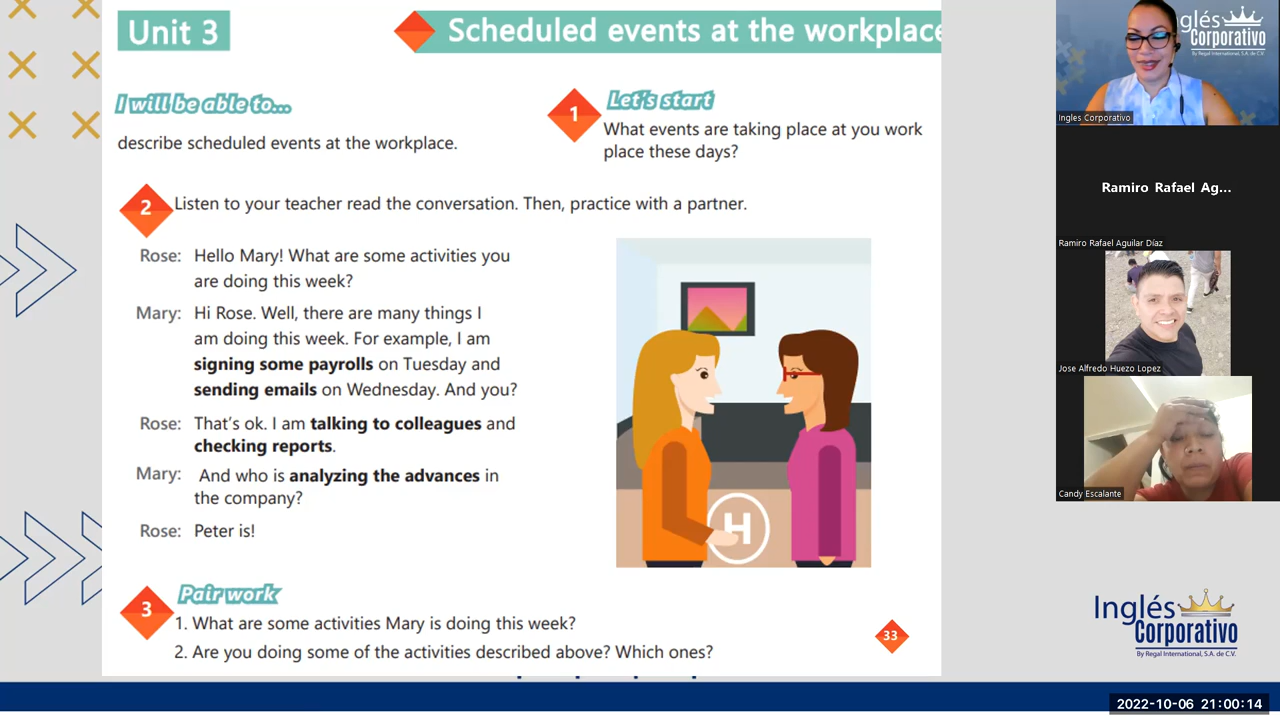 Unit 3
Scheduled events at the workplace
I will be able to...
describe scheduled events at the workplace.
1
Let's start
What events are taking place at you work
place these days?
2
Listen to your teacher read the conversation. Then, practice with a partner.
Rose: Hello Mary! What are some activities you
are doing this week?
Mary: Hi Rose. Well, there are many things I
am doing this week. For example, I am
signing some payrolls on Tuesday and
sending emails on Wednesday. And you?
Rose: That's ok. I am talking to colleagues and
checking reports.
Mary: And who is analyzing the advances in
the company?
Rose: Peter is!
H
3
Pair work
1. What are some activities Mary is doing this week?
2. Are you doing some of the activities described above? Which ones?
33
glés
Corporativo
By Regal International, S.A. de C.V.
Ingles Corporativo
Ramiro Rafael Ag...
Ramiro Rafael Aguilar Díaz
Jose Alfredo Huezo Lopez
Candy Escalante
Inglés
Corporativo
By Regal International, S.A. de C.V.
2022-10-06 21:00:14